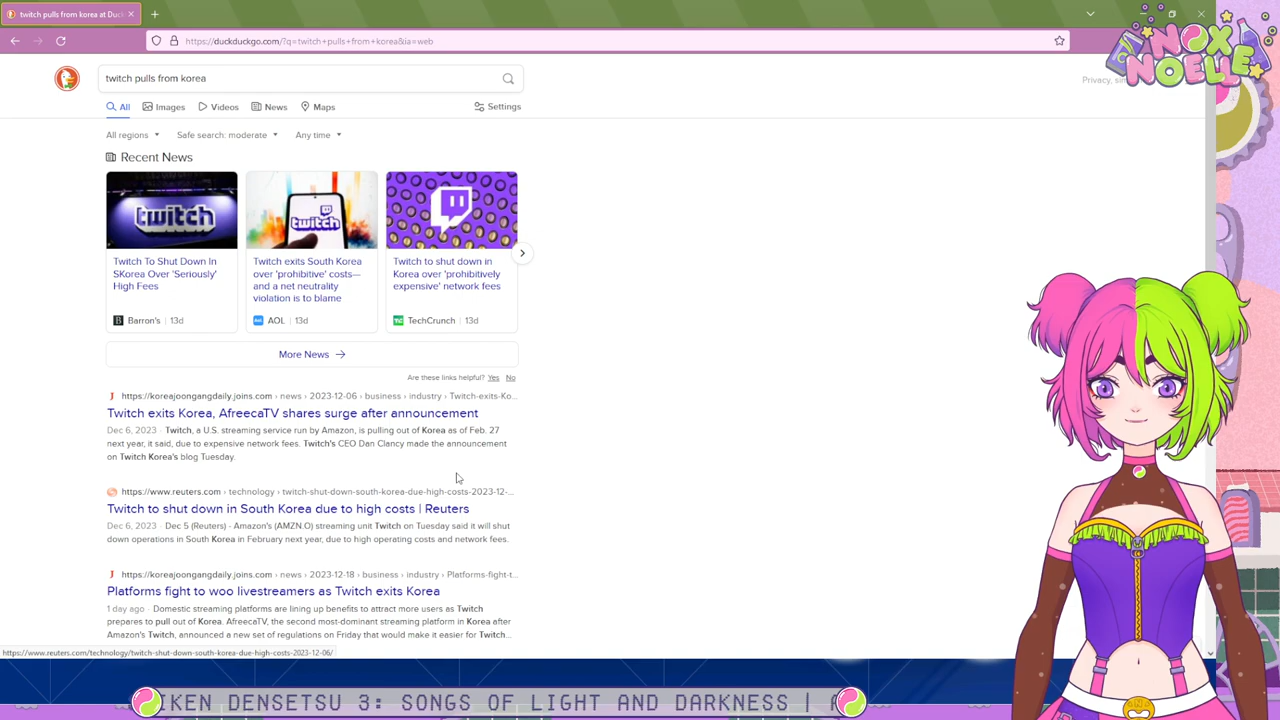 twitch pulls from korea at Duck
https://duckduckgo.com/?q=twitch+pulls+from+korea&ia=web
NOX
NOELLE
twitch pulls from korea
Privacy, sim
All
Images
Videos
News
Maps
Settings
All regions
Safe search: moderate
Any time
Recent News
twitch
twitch
Twitch To Shut Down In
SKorea Over 'Seriously'
High Fees
Barron's | 13d
Twitch exits South Korea
over 'prohibitive' costs—
and a net neutrality
violation is to blame
AOL | 13d
Twitch to shut down in
Korea over 'prohibitively
expensive' network fees
TechCrunch | 13d
More News
Are these links helpful? Yes No
https://koreajoongangdaily.joins.com › news › 2023-12-06 › business › industry › Twitch-exits-Ko...
Twitch exits Korea, AfreecaTV shares surge after announcement
Dec 6, 2023 · Twitch, a U.S. streaming service run by Amazon, is pulling out of Korea as of Feb. 27
next year, it said, due to expensive network fees. Twitch's CEO Dan Clancy made the announcement
on Twitch Korea's blog Tuesday.
https://www.reuters.com › technology › twitch-shut-down-south-korea-due-high-costs-2023-12-...
Twitch to shut down in South Korea due to high costs | Reuters
Dec 6, 2023 · Dec 5 (Reuters) - Amazon's (AMZN.O) streaming unit Twitch on Tuesday said it will shut
down operations in South Korea in February next year, due to high operating costs and network fees.
https://koreajoongangdaily.joins.com › news › 2023-12-18 › business › industry › Platforms-fight-t...
Platforms fight to woo livestreamers as Twitch exits Korea
1 day ago · Domestic streaming platforms are lining up benefits to attract more users as Twitch
prepares to pull out of Korea. AfreecaTV, the second most-dominant streaming platform in Korea after
Amazon's Twitch, announced a new set of regulations on Friday that would make it easier for Twitch...
https://www.reuters.com/technology/twitch-shut-down-south-korea-due-high-costs-2023-12-06/
KEN DENSETSU 3: SONGS OF LIGHT AND DARKNESS |